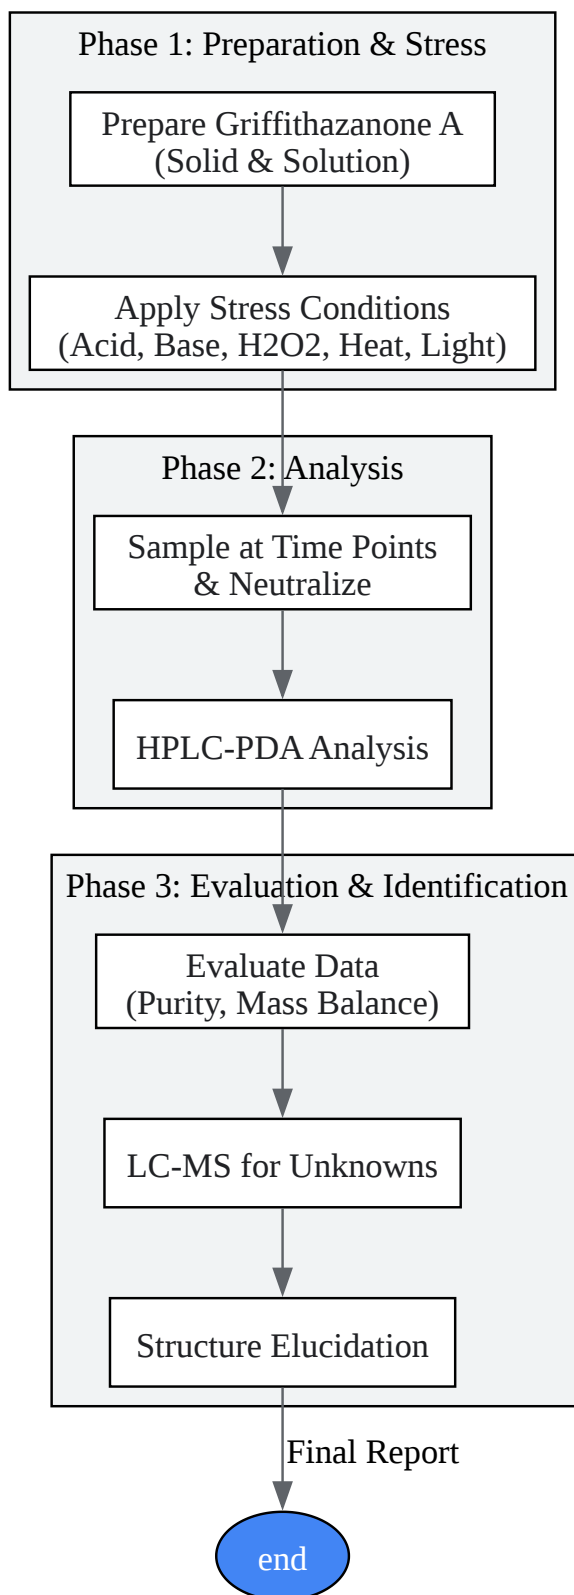 Phase 1: Preparation & Stress
Prepare Griffithazanone A
(Solid & Solution)
Apply Stress Conditions
(Acid, Base, H2O2, Heat, Light)
Phase 2: Analysis
Sample at Time Points
& Neutralize
HPLC-PDA Analysis
Phase 3: Evaluation & Identification
Evaluate Data
(Purity, Mass Balance)
LC-MS for Unknowns
Structure Elucidation
Final Report
end